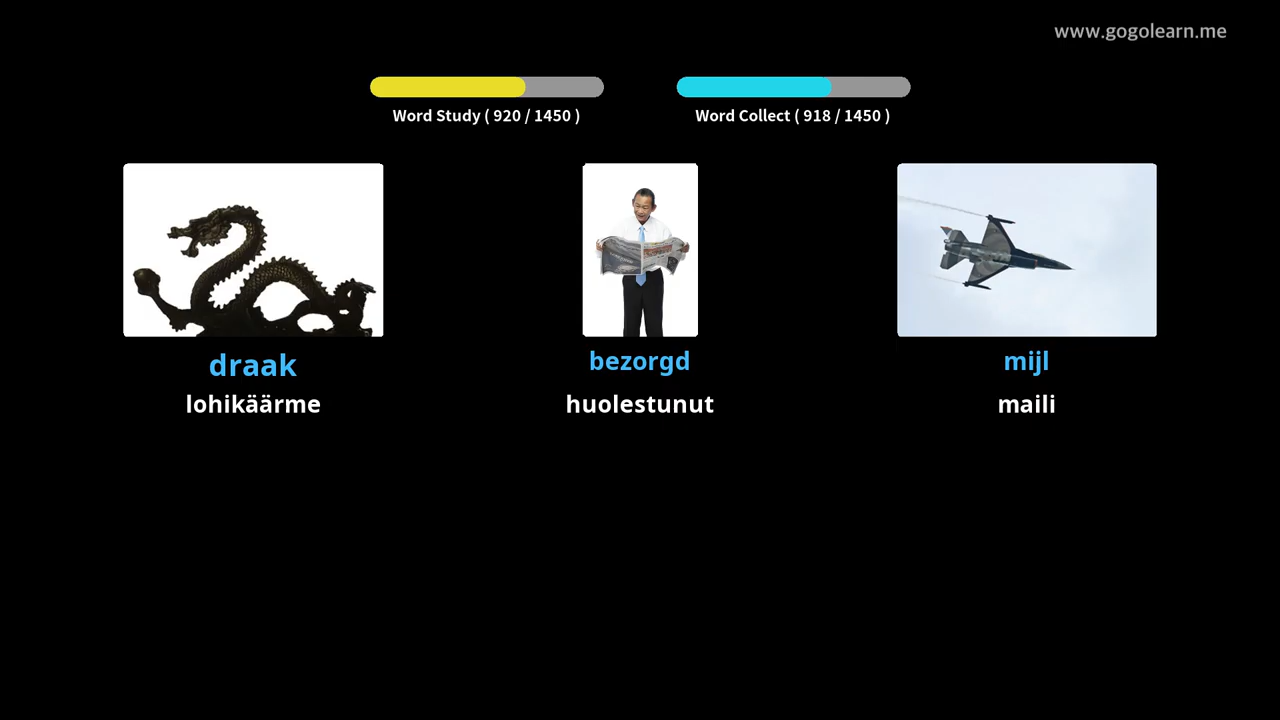 www.gogolearn.me
Word Study ( 920 / 1450 )
Word Collect ( 918 / 1450 )
draak
bezorgd
mijl
lohikäärme
huolestunut
maili